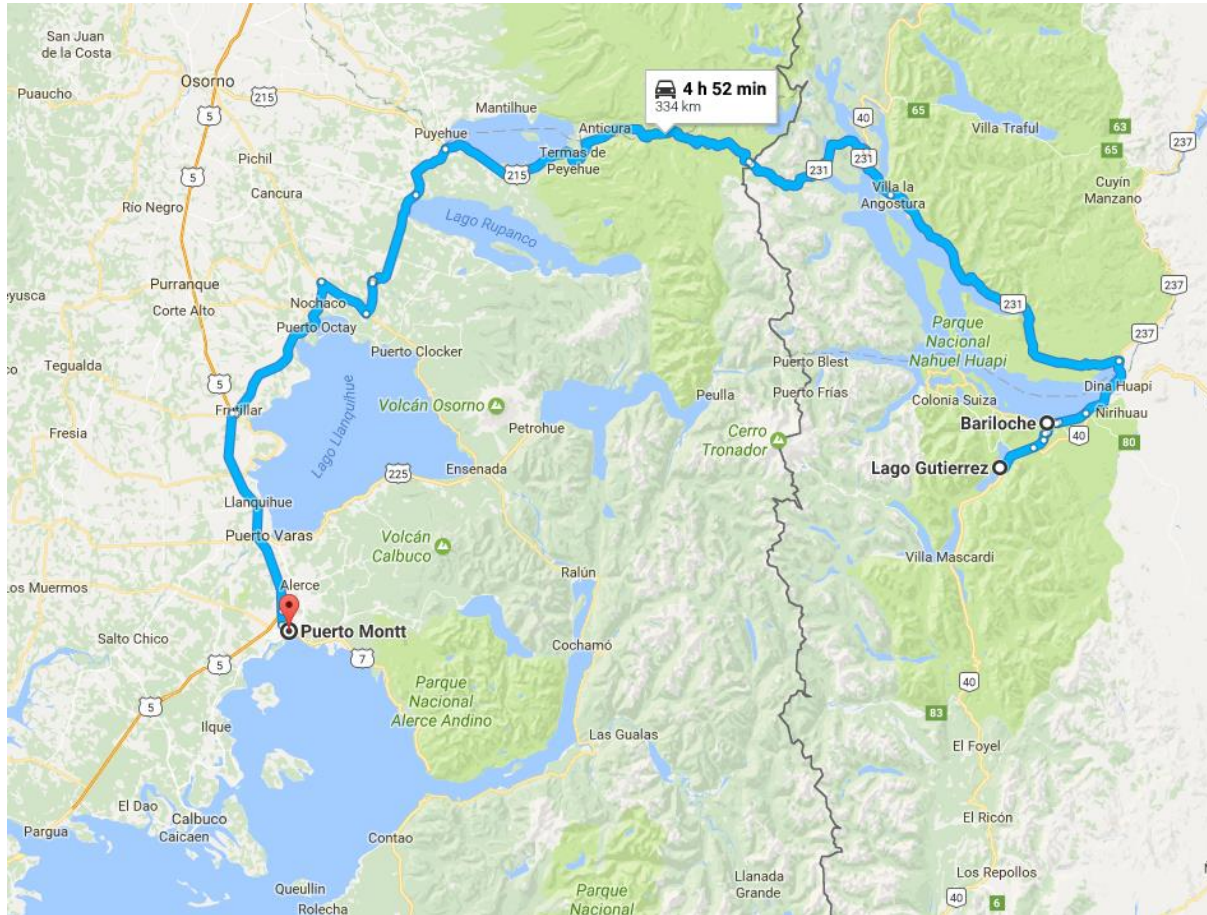 San Juan
de la Costa
Osorno
5
215
Puaucho
5
215
Mantilhue
Puyehue
Anticura
4 h 52 min
334 km
40
65
Villa Traful
63
65
237
Pichil
Cancura
5
Río Negro
Termas de
Peyehue
215
231
231
Villa la
Angostura
Cuyín
Manzano
Lago Rupanco
Purranque
Corte Alto
Nochaco
Puerto Octay
Puerto Clocker
231
237
237
Parque
Nacional
Nahuel Huapi
Tegualda
5
Puerto Blest
Puerto Frías
Dina Huapi
Colonia Suiza
Nirihuau
Frutillar
Fresia
Lago Llanquihue
Volcán Osorno
Petrohue
Peulla
Cerro
Tronador
Bariloche
40
80
Lago Gutierrez
Ensenada
225
Llanquihue
Puerto Varas
Volcán
Calbuco
Villa Mascardi
Los Muermos
Alerce
Ralún
Puerto Montt
Salto Chico
5
7
Cochamó
5
Parque
Nacional
Alerce Andino
40
83
Ilque
Las Gualas
El Foyel
El Dao
Calbuco
Caicaen
Pargua
Contao
El Ricón
Los Repollos
Queullin
Rolecha
Parque
Nacional
Llanada
Grande
40
6